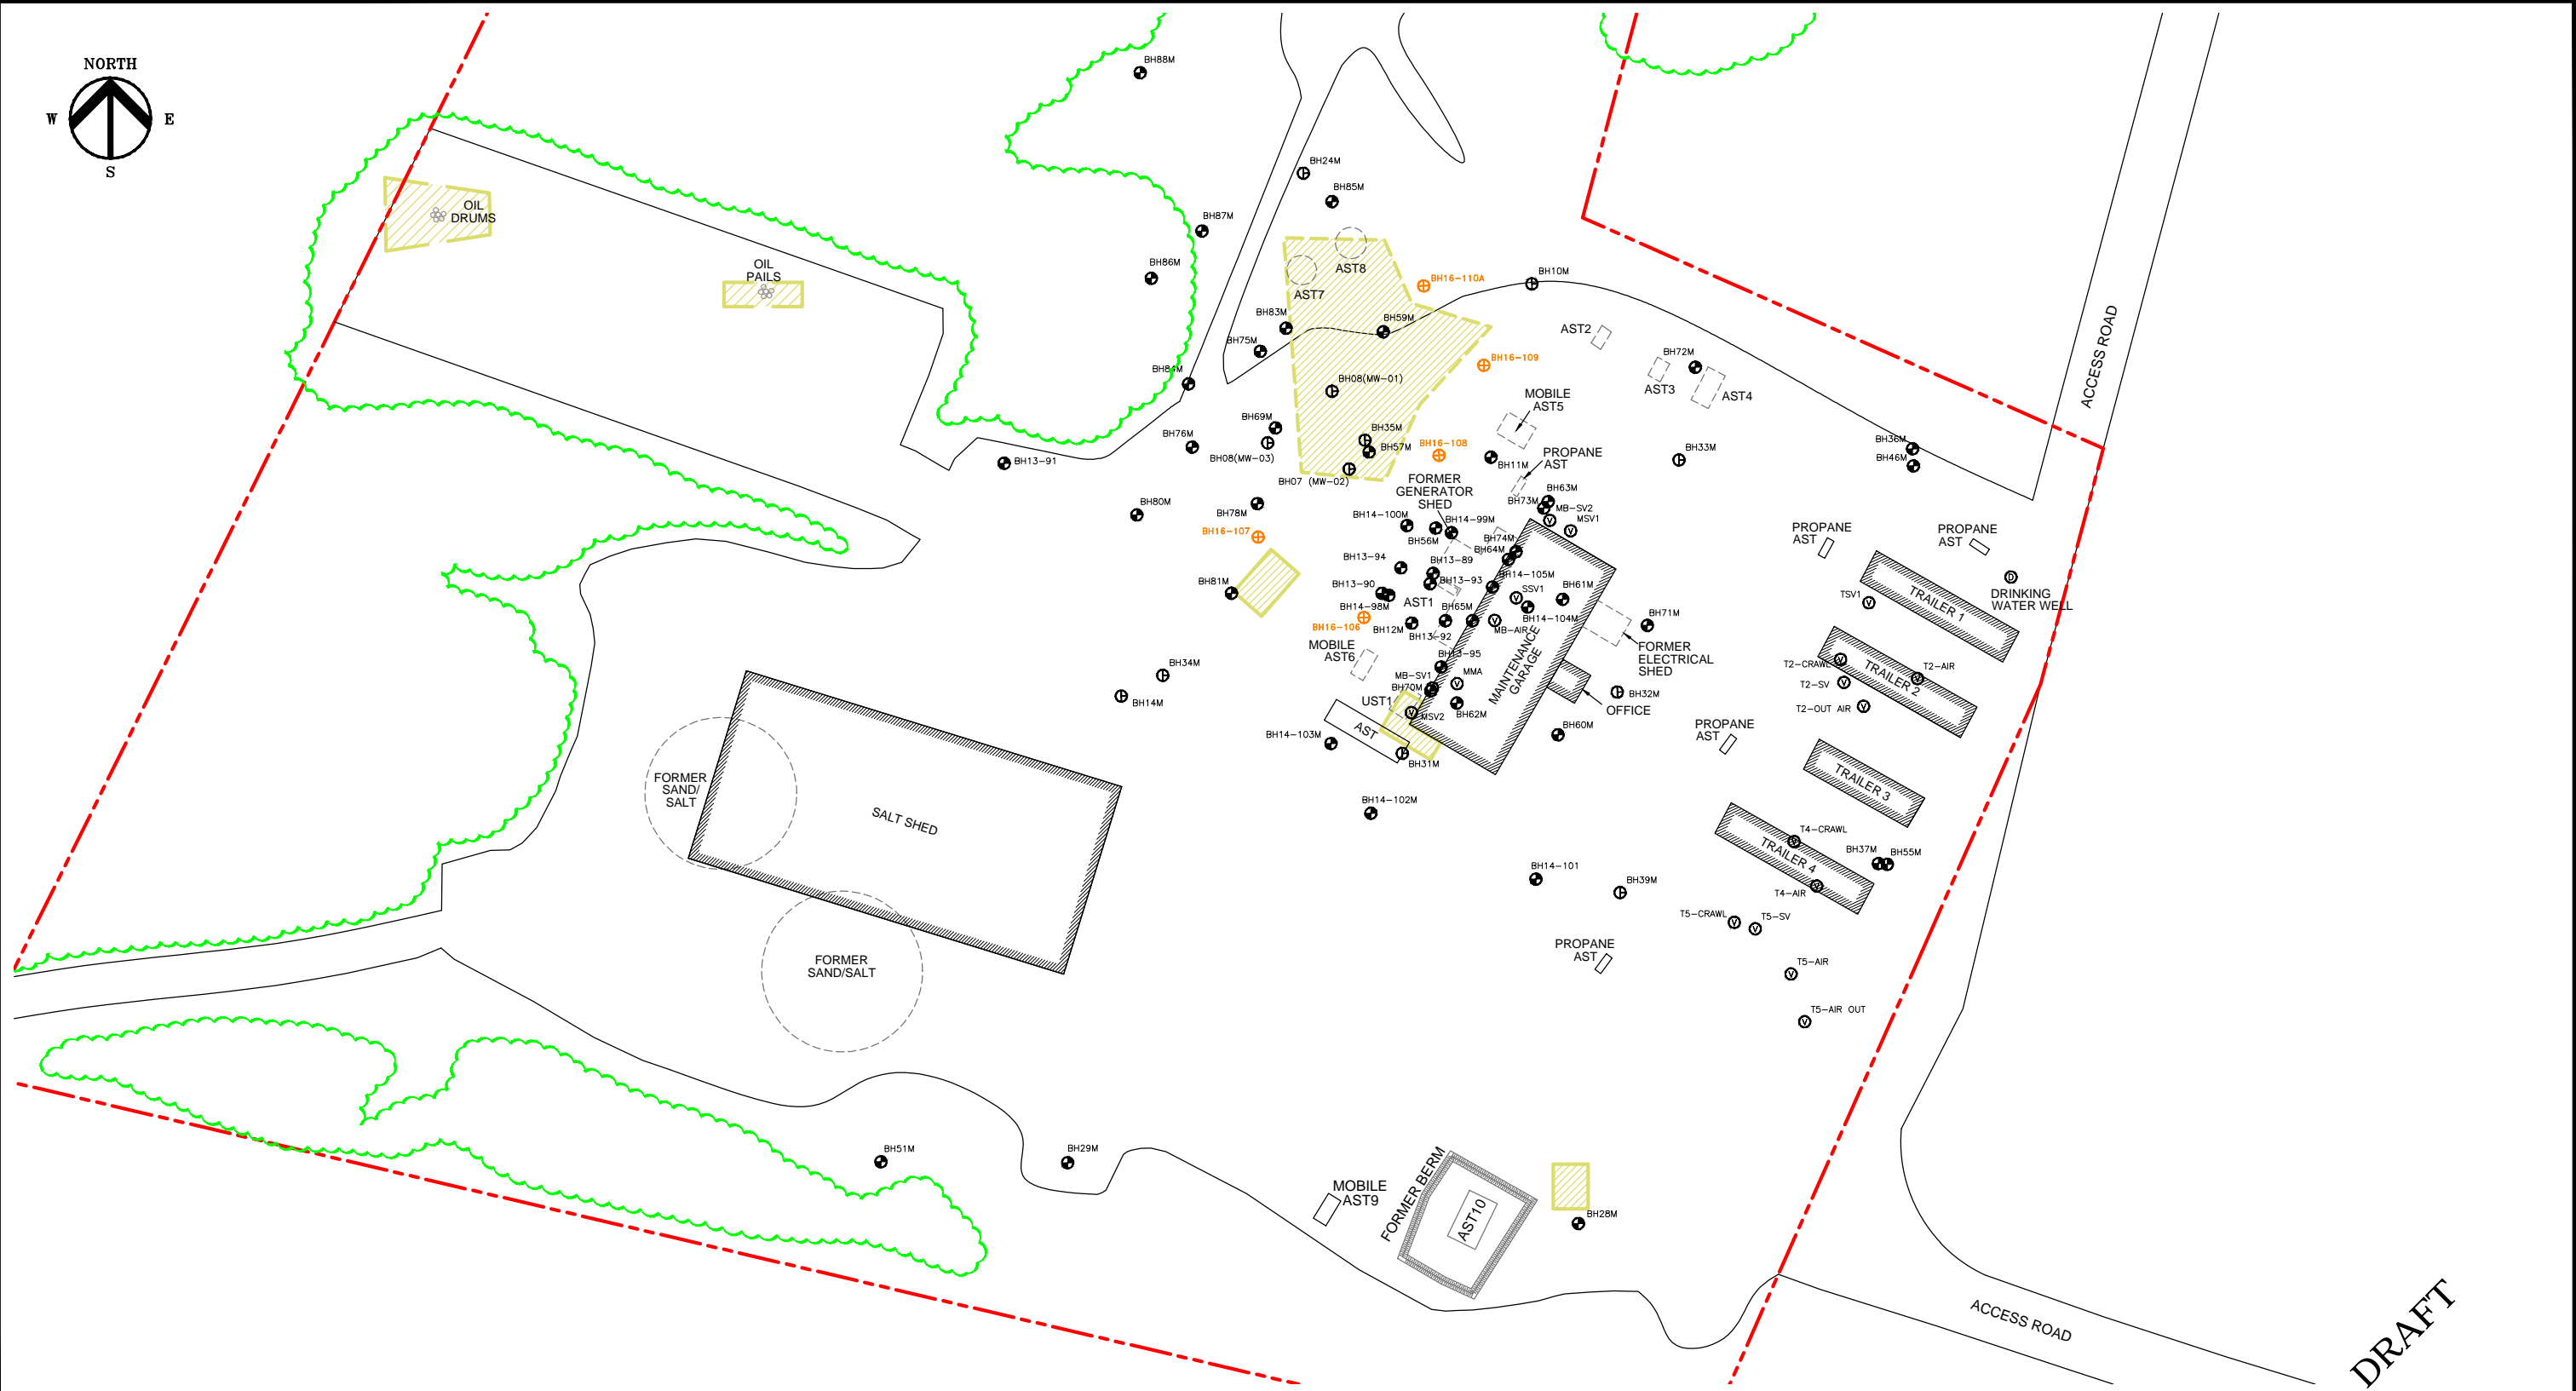 NORTH
W
E
S
BH88M
BH24M
BH85M
BH87M
OIL
DRUMS
OIL
PAILS
BH86M
AST8
AST7
BH16-110A
BH10M
BH83M
BH59M
AST2
BH75M
BH16-109
BH72M
BH84M
AST3
AST4
BH08(MW-01)
MOBILE
AST5
ACCESS ROAD
BH69M
BH76M
BH08(MW-03)
BH35M
BH57M
BH16-108
BH07 (MW-02)
BH11M
BH33M
BH36M
BH46M
BH13-91
PROPANE
AST
FORMER
GENERATOR
SHED
BH63M
BH73M
MB-SV2
MSV1
BH80M
BH78M
BH16-107
BH14-100M
BH56M
BH14-99M
BH74M
BH64M
BH13-94
BH13-89
BH13-90
BH13-93
BH14-105M
BH81M
BH14-98M
AST1
SSV1
BH61M
BH65M
BH16-106
BH12M
BH13-92
MB-AIR
BH14-104M
BH71M
MOBILE
AST6
BH13-95
MAINTENANCE
GARAGE
FORMER
ELECTRICAL
SHED
MB-SV1
BH70M
MMA
UST1
MSV2
BH62M
BH32M
OFFICE
BH60M
AST
BH14-103M
BH31M
BH34M
BH14M
BH14-102M
PROPANE
AST
PROPANE
AST
DRINKING
WATER WELL
TSV1
TRAILER 1
T2-CRAWL
T2-AIR
TRAILER 2
T2-SV
T2-OUT AIR
PROPANE
AST
TRAILER 3
T4-CRAWL
TRAILER 4
BH37M
BH55M
T4-AIR
BH14-101
BH39M
T5-CRAWL
T5-SV
PROPANE
AST
T5-AIR
T5-AIR OUT
FORMER
SAND/
SALT
SALT SHED
FORMER
SAND/SALT
BH51M
BH29M
MOBILE
AST9
FORMER BERM
AST10
BH28M
ACCESS ROAD
DRAFT